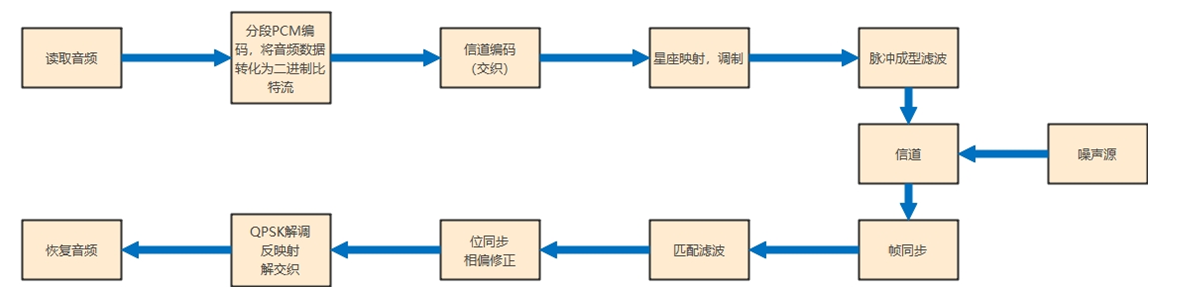 读取音频
分段PCM编
码，将音频数据
转化为二进制比
特流
信道编码
（交织）
星座映射，调制
脉冲成型滤波
信道
噪声源
恢复音频
QPSK解调
反映射
解交织
位同步
相偏修正
匹配滤波
帧同步